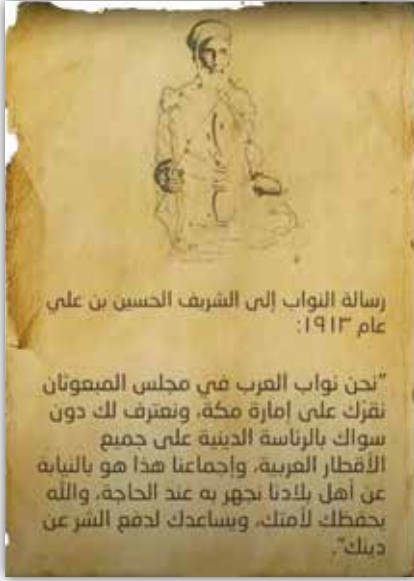 رسالة النواب إلى الشريف الحسين بن علي
عام ١٩١٣:
"نحن نواب العرب في مجلس المبعوثان
نقرّك على إمارة مكة، ونعترف لك دون
سواك بالرئاسة الدينية على جميع
الأقطار العربية، وإجماعنا هذا هو بالنيابة
عن أهل بلادنا نجهر به عند الحاجة، والله
يحفظك لأمتك، ويساعدك لدفع الشر عن
دينك".